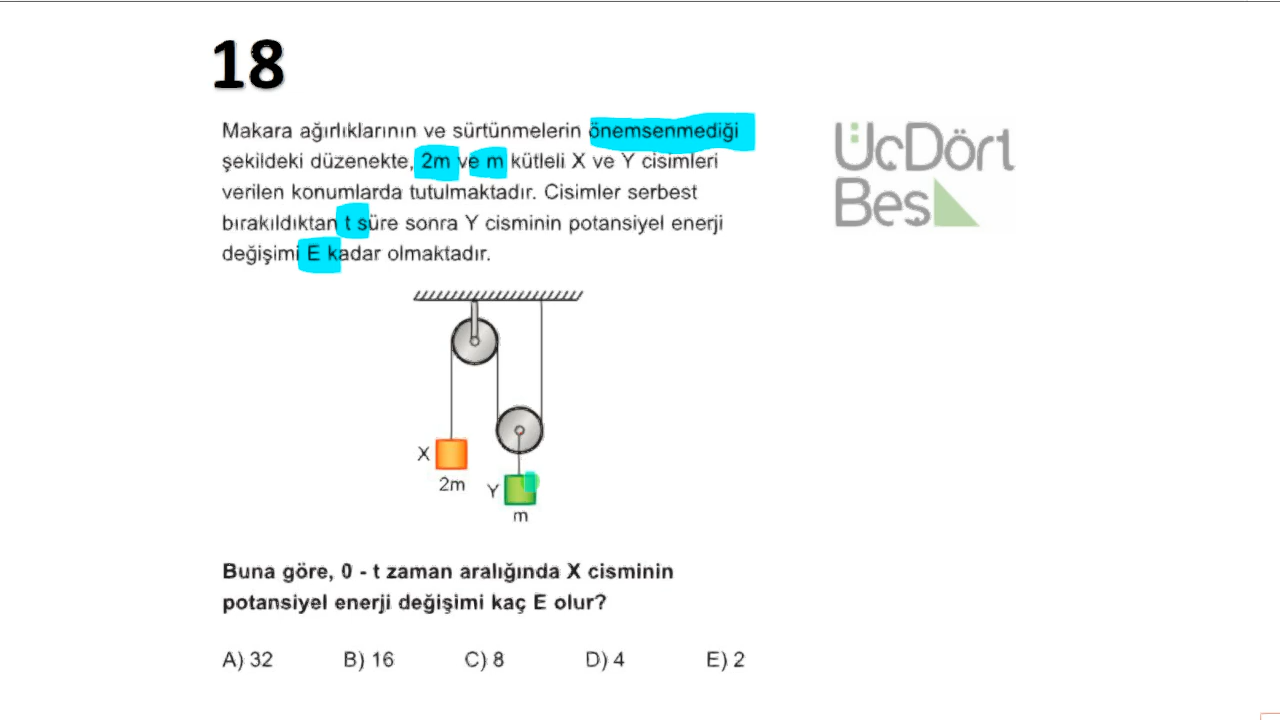 18
Makara ağırlıklarının ve sürtünmelerin önemsenmediği
şekildeki düzenekte, 2m ve m kütleli X ve Y cisimleri
verilen konumlarda tutulmaktadır. Cisimler serbest
bırakıldıktan t süre sonra Y cisminin potansiyel enerji
değişimi E kadar olmaktadır.
ÜçDört
Beş
X
2m
Y
m
Buna göre, 0 - t zaman aralığında X cisminin
potansiyel enerji değişimi kaç E olur?
A) 32 B) 16 C) 8 D) 4 E) 2